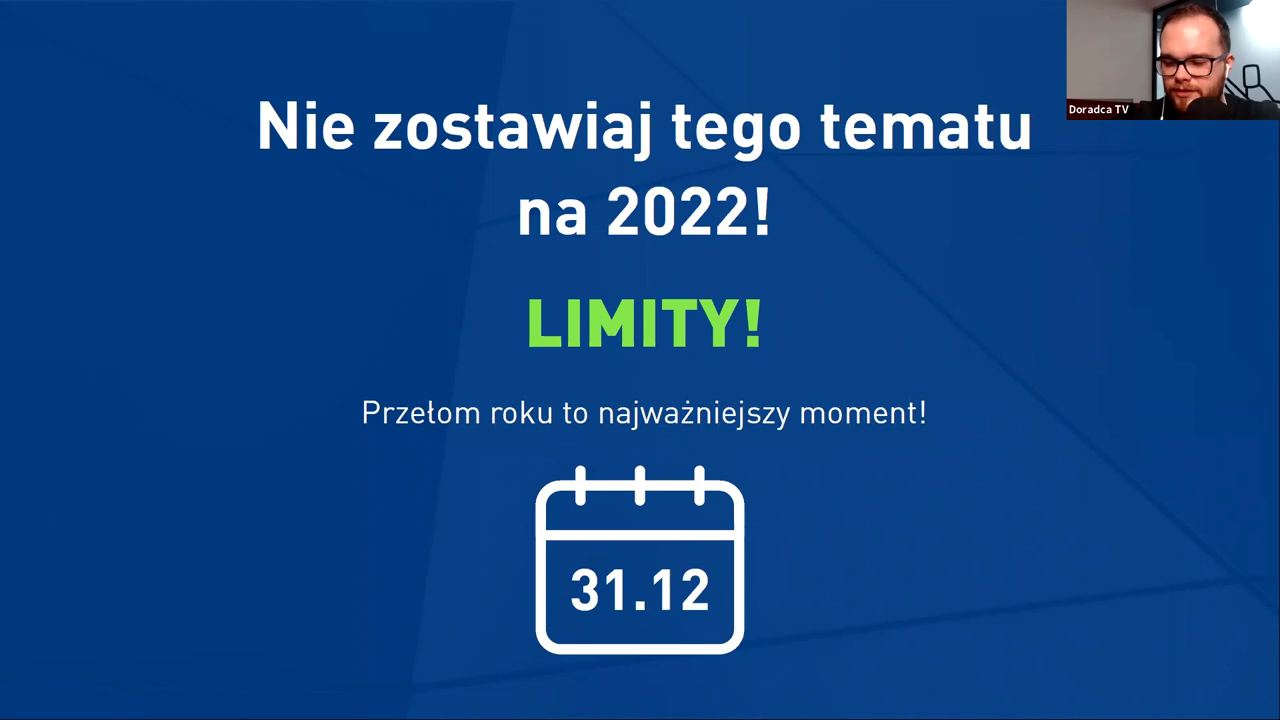 Nie zostawiaj tego tematu
na 2022!
LIMITY!
Przełom roku to najważniejszy moment!
31.12
Doradca TV